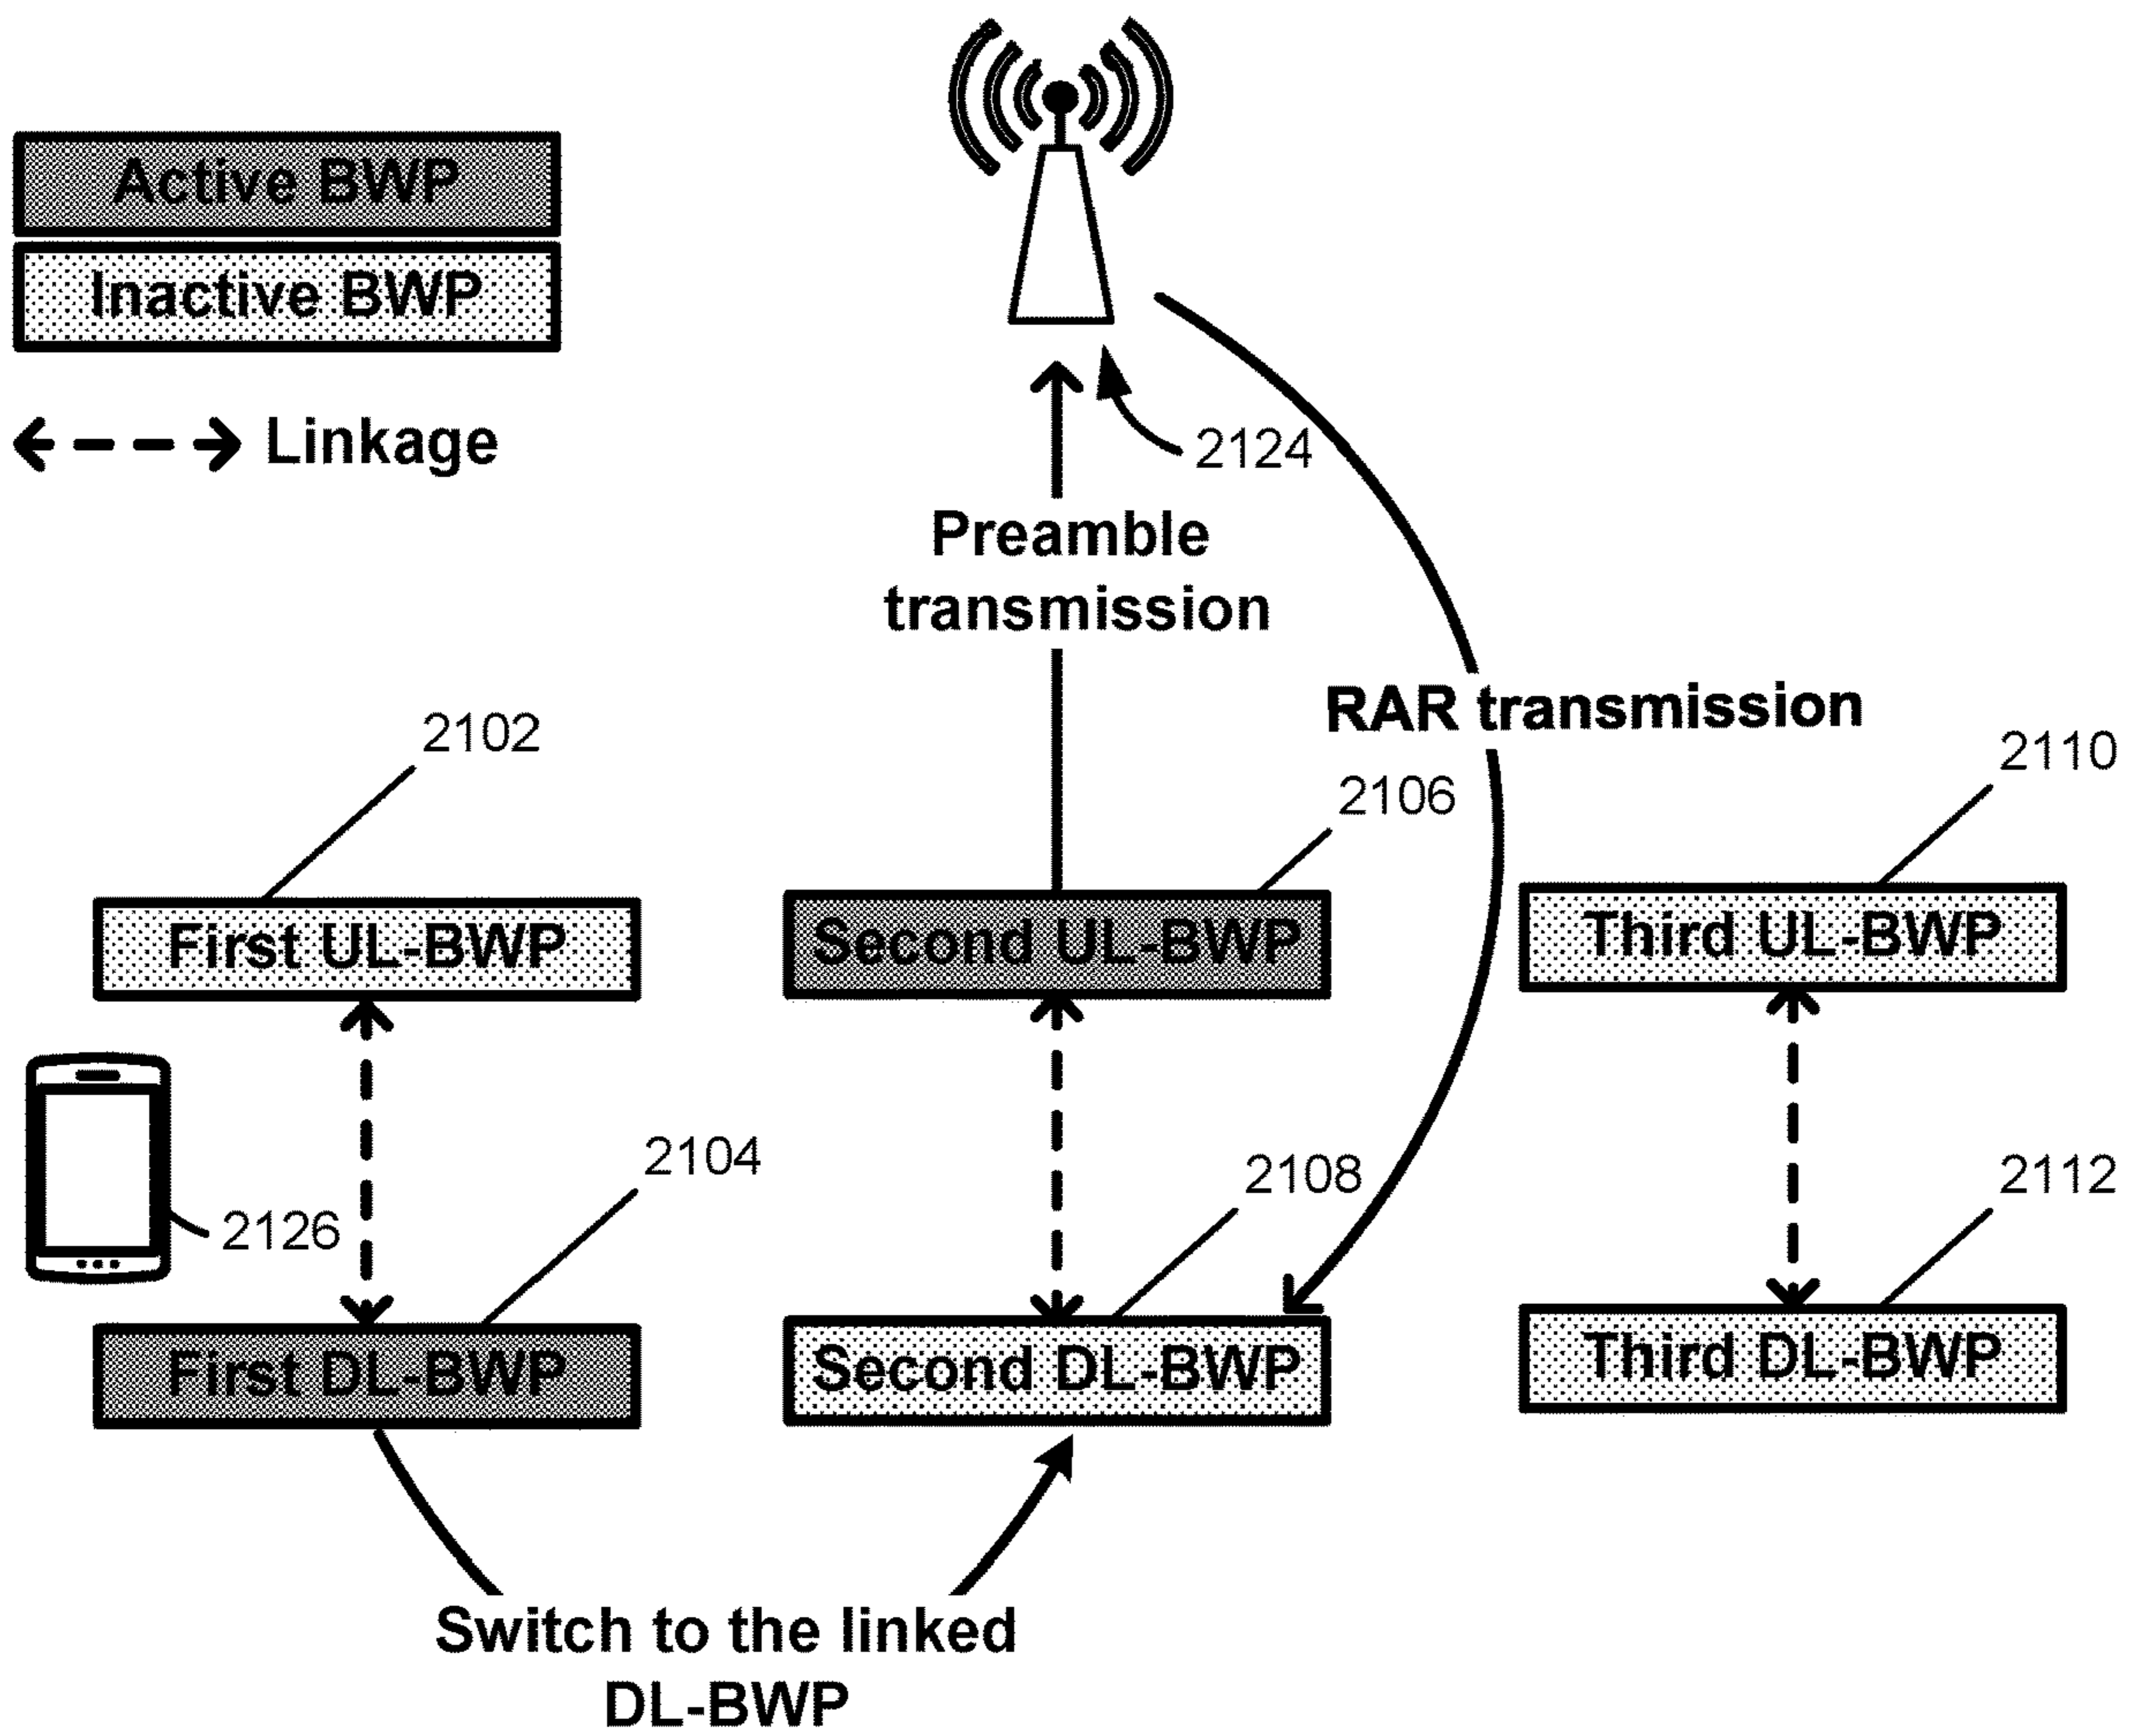 Active BWP
Inactive BWP
Linkage
2124
Preamble
transmission
RAR transmission
2102
2106
2110
First UL-BWP
Second UL-BWP
Third UL-BWP
2126
2104
2108
2112
First DL-BWP
Second DL-BWP
Third DL-BWP
Switch to the linked
DL-BWP